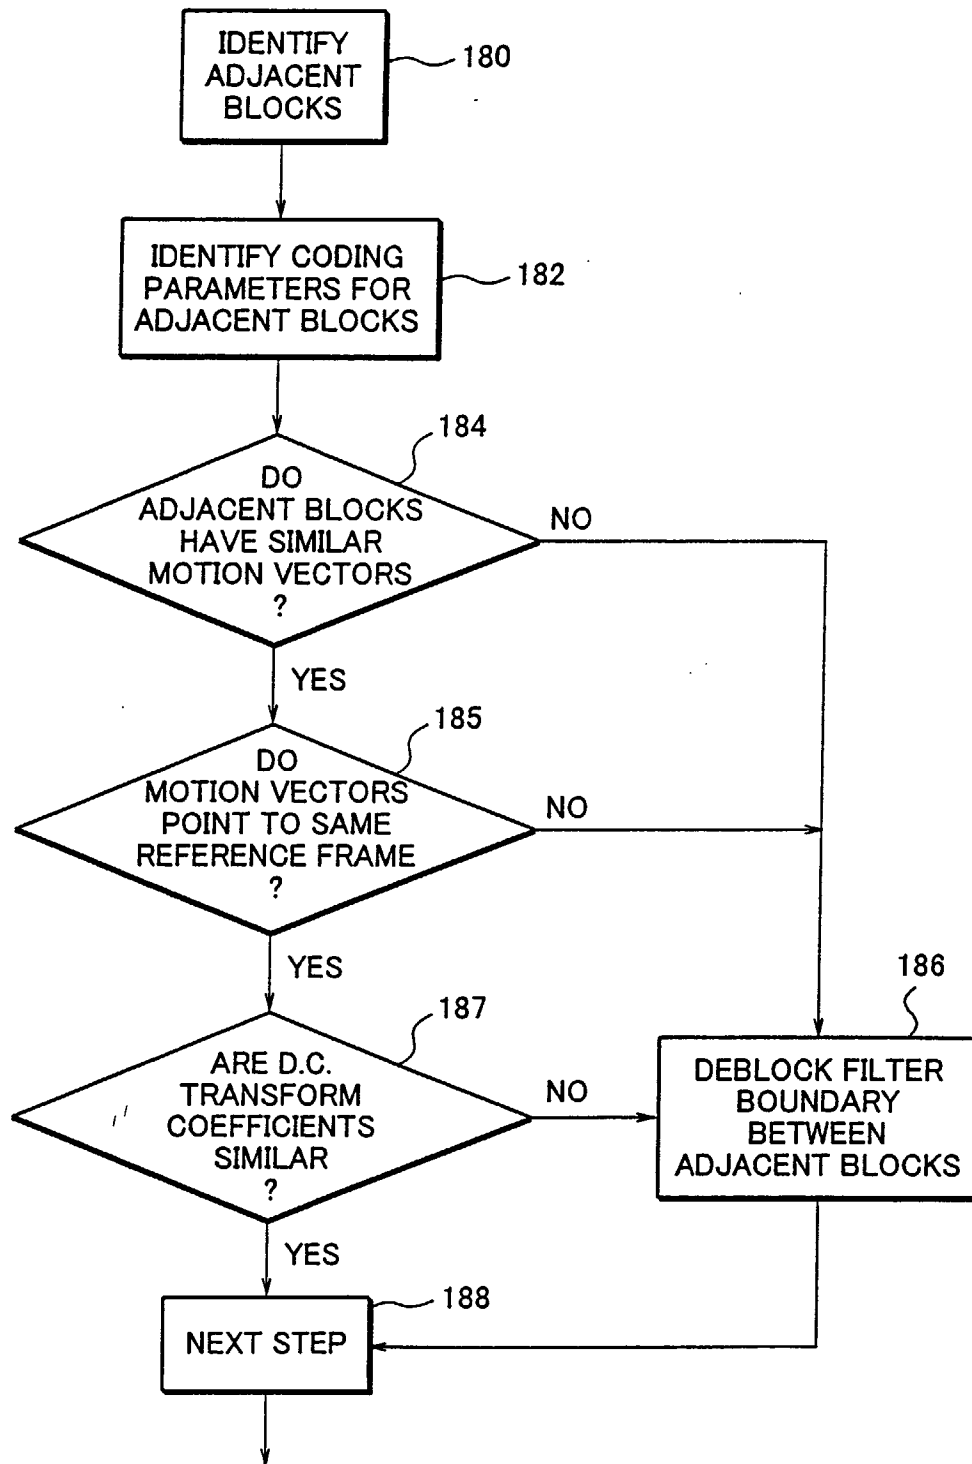 IDENTIFY
ADJACENT
BLOCKS
180
IDENTIFY CODING
PARAMETERS FOR
ADJACENT BLOCKS
182
184
DO
ADJACENT BLOCKS
HAVE SIMILAR
MOTION VECTORS
?
NO
YES
185
DO
MOTION VECTORS
POINT TO SAME
REFERENCE FRAME
?
NO
YES
187
ARE D.C.
TRANSFORM
COEFFICIENTS
SIMILAR
?
NO
YES
186
DEBLOCK FILTER
BOUNDARY
BETWEEN
ADJACENT BLOCKS
188
NEXT STEP